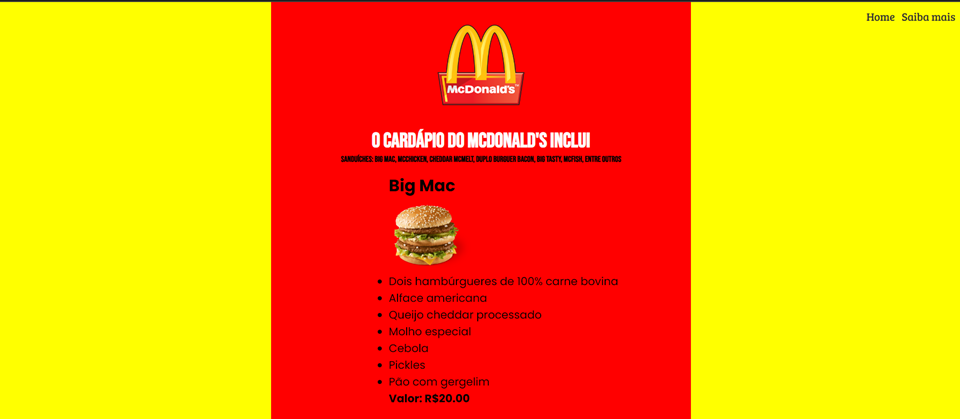 Home Saiba mais
McDonald's
O CARDÁPIO DO MCDONALD'S INCLUI
SANDUÍCHES: BIG MAC, MCCHICKEN, CHEDDAR MCMELT, DUPLO BURGUER BACON, BIG TASTY, MCFISH, ENTRE OUTROS
Big Mac
Dois hambúrgueres de 100% carne bovina
Alface americana
Queijo cheddar processado
Molho especial
Cebola
Pickles
Pão com gergelim
Valor: R$20.00